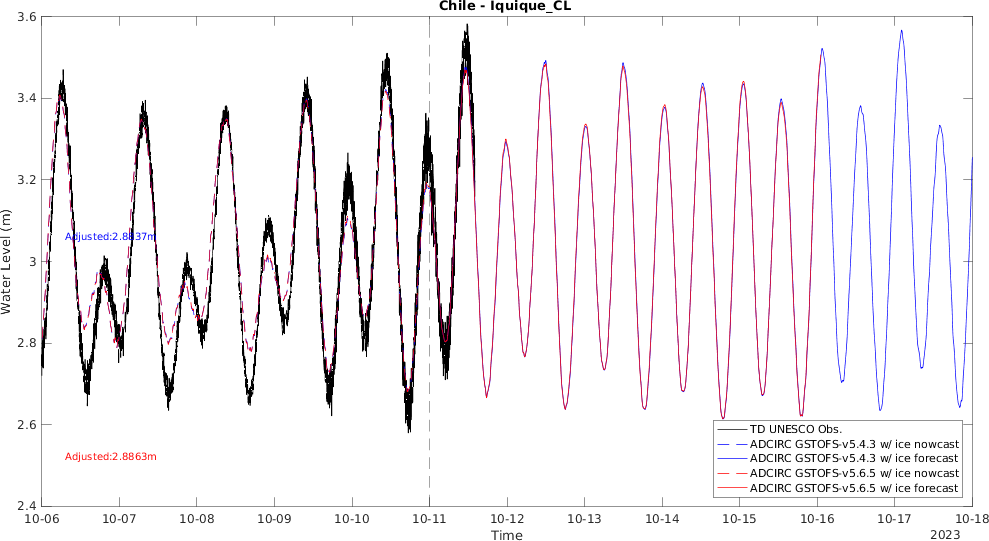 Chile - Iquique_CL
3.6
3.4
3.2
3
2.8
2.6
2.4
Water Level (m)
Adjusted:2.8837m
Adjusted:2.8863m
TD UNESCO Obs.
ADCIRC GSTOFS-v5.4.3 w/ ice nowcast
ADCIRC GSTOFS-v5.4.3 w/ ice forecast
ADCIRC GSTOFS-v5.6.5 w/ ice nowcast
ADCIRC GSTOFS-v5.6.5 w/ ice forecast
10-06 10-07 10-08 10-09 10-10 10-11 10-12 10-13 10-14 10-15 10-16 10-17 10-18
Time
2023